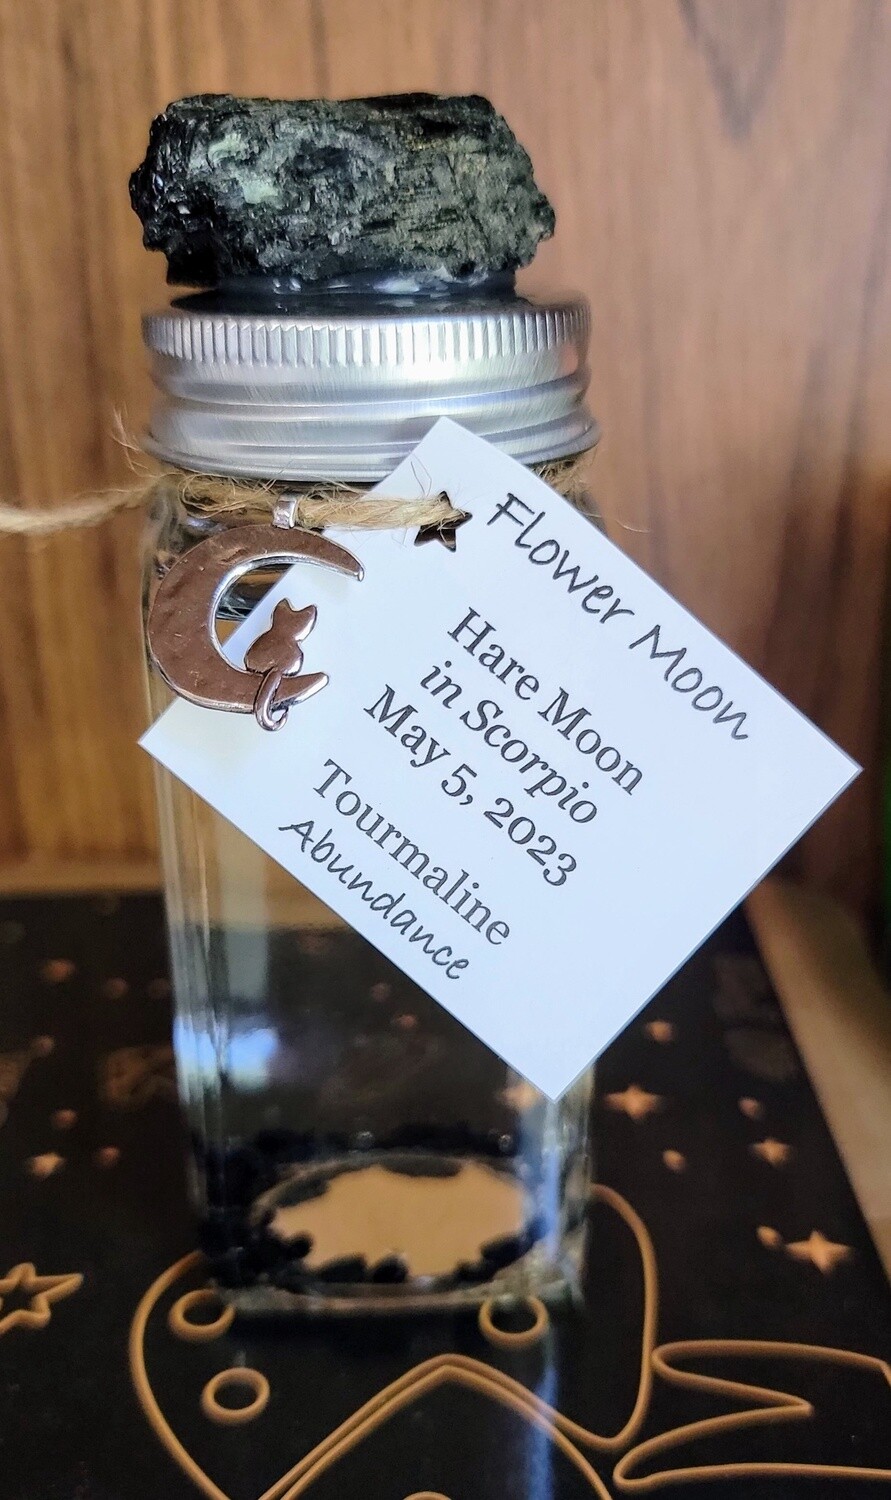 Flower Moon
Hare Moon
in Scorpio
May 5, 2023
Tourmaline
Abundance